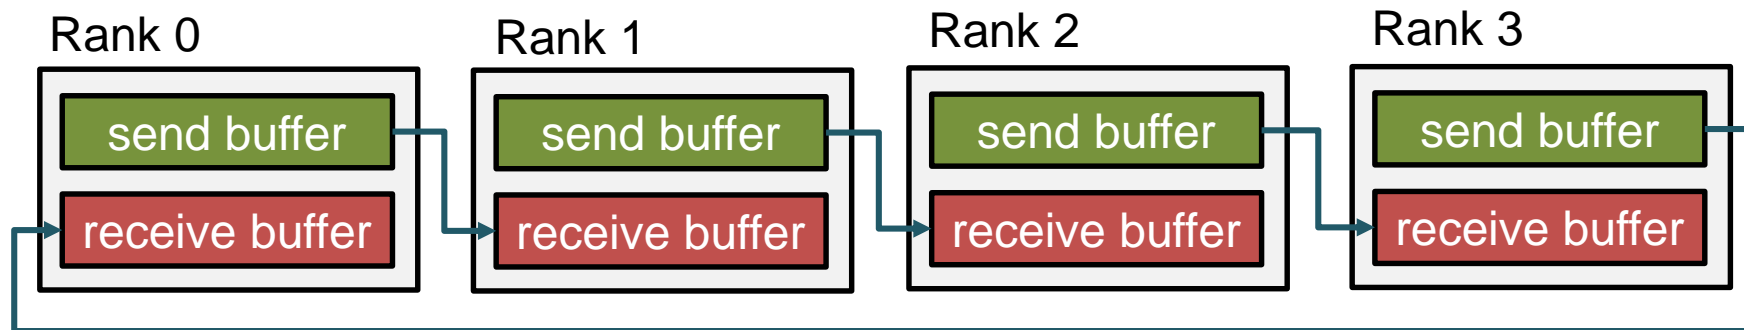 Rank 0
Rank 1
Rank 2
Rank 3
send buffer
send buffer
send buffer
send buffer
receive buffer
receive buffer
receive buffer
receive buffer